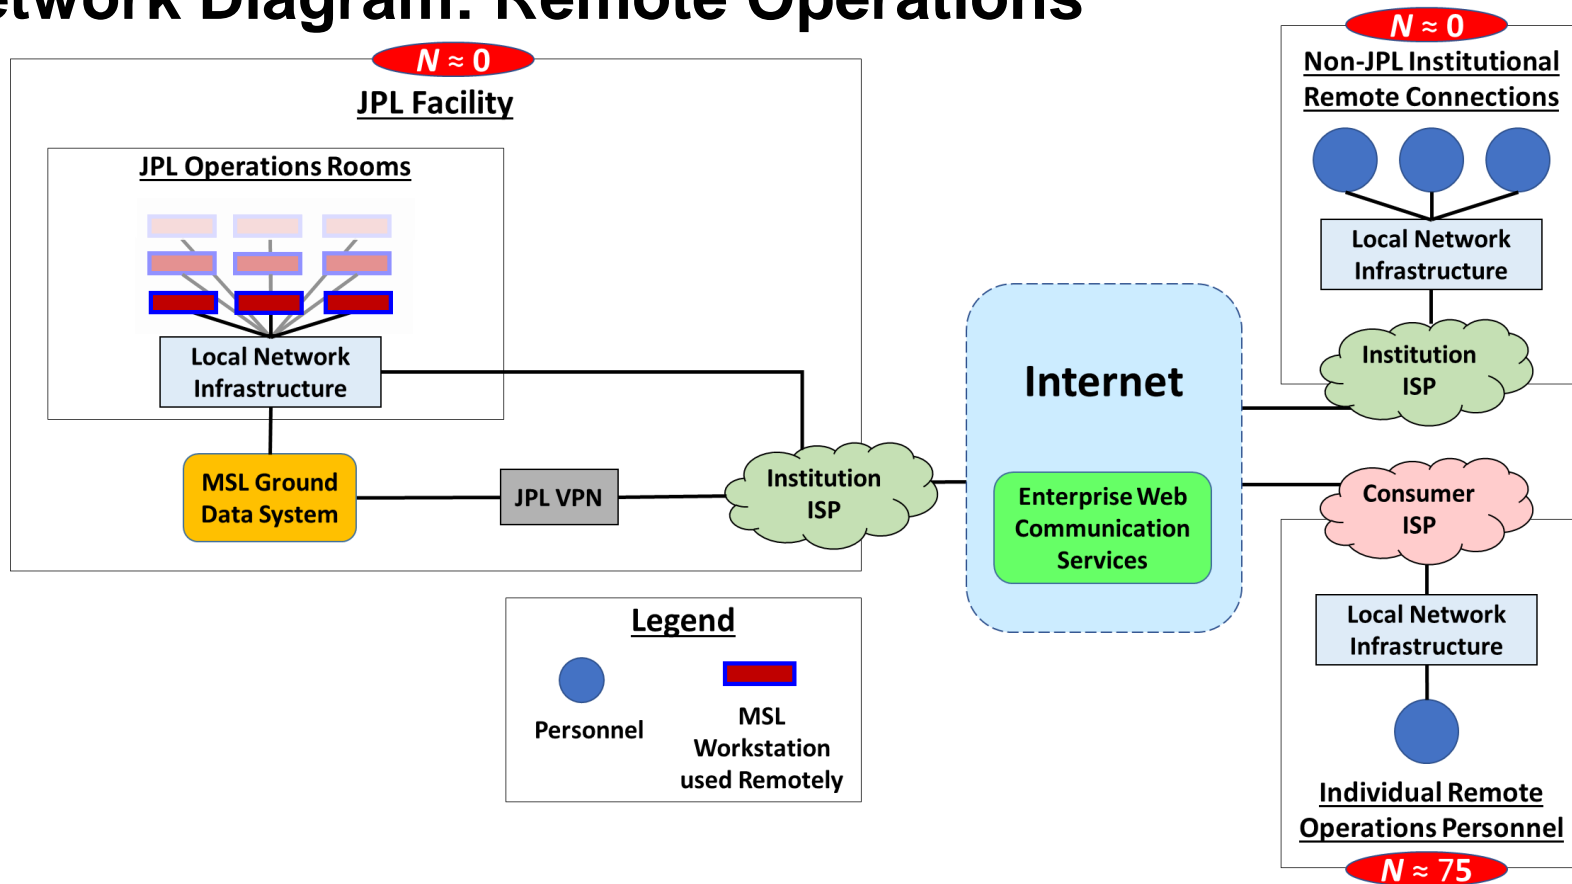 etwork Diagram: Remote Operations
N ≈ 0
JPL Facility
JPL Operations Rooms
Local Network
Infrastructure
MSL Ground
Data System
JPL VPN
Institution
ISP
Internet
Enterprise Web
Communication
Services
N ≈ 0
Non-JPL Institutional
Remote Connections
Local Network
Infrastructure
Institution
ISP
Consumer
ISP
Local Network
Infrastructure
Individual Remote
Operations Personnel
N ≈ 75
Legend
Personnel
MSL
Workstation
used Remotely